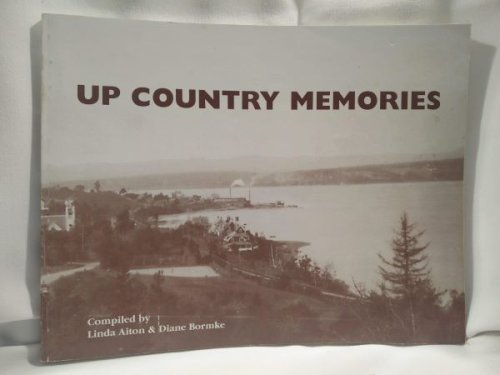 UP COUNTRY MEMORIES
Compiled by
Linda Aiton & Diane Bormke